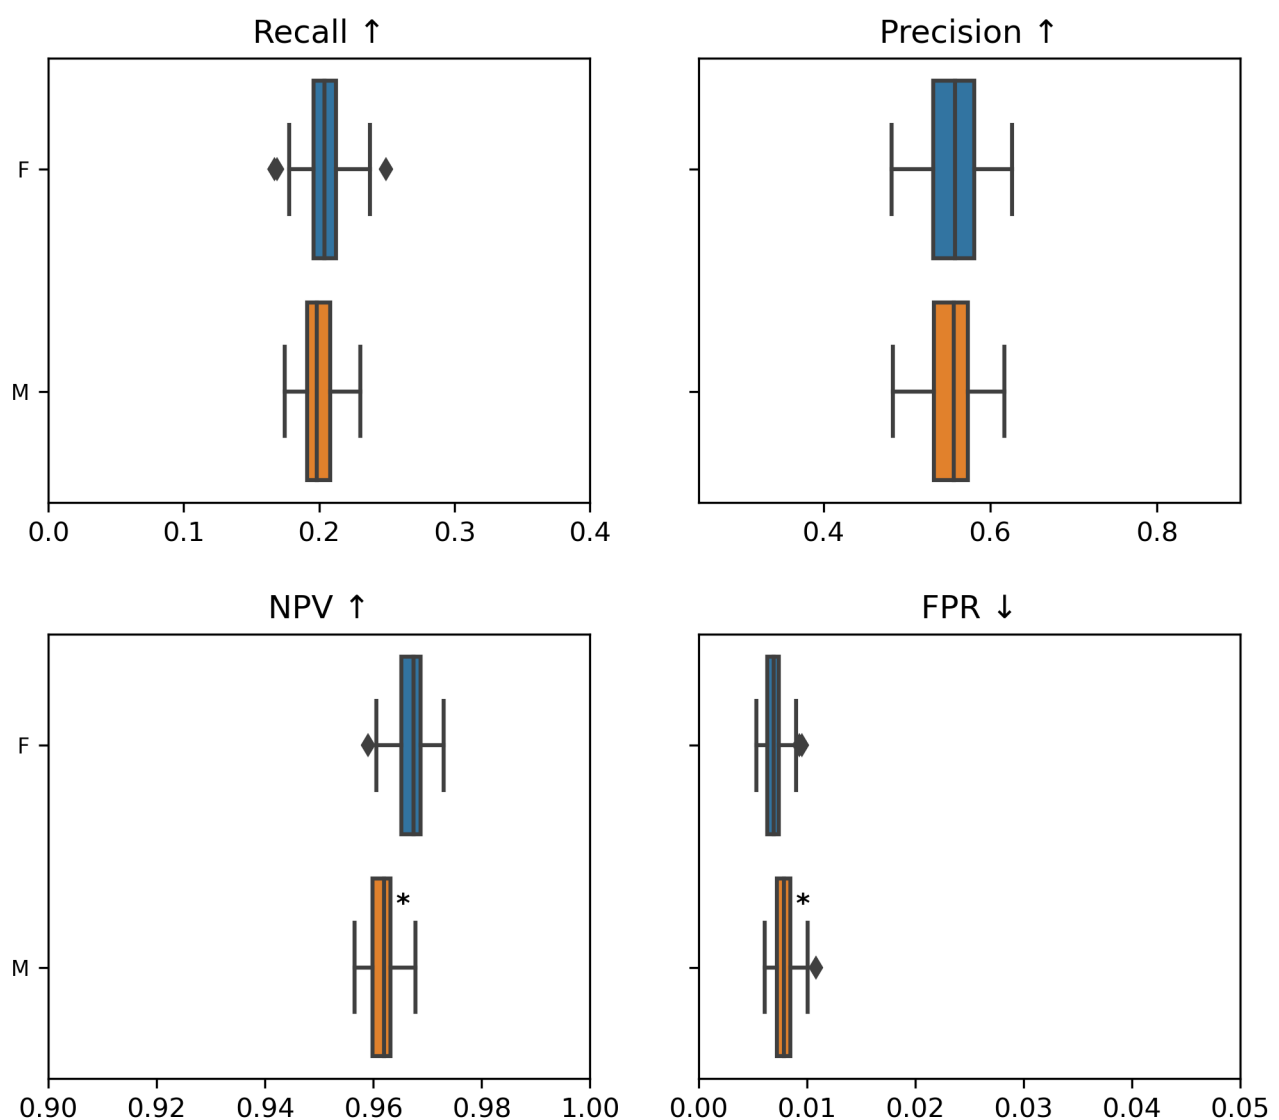 Recall ↑
Precision ↑
F
M
0.0 0.1 0.2 0.3 0.4
0.4 0.6 0.8
NPV ↑
FPR ↓
F
*
*
M
0.90 0.92 0.94 0.96 0.98 1.00
0.00 0.01 0.02 0.03 0.04 0.05